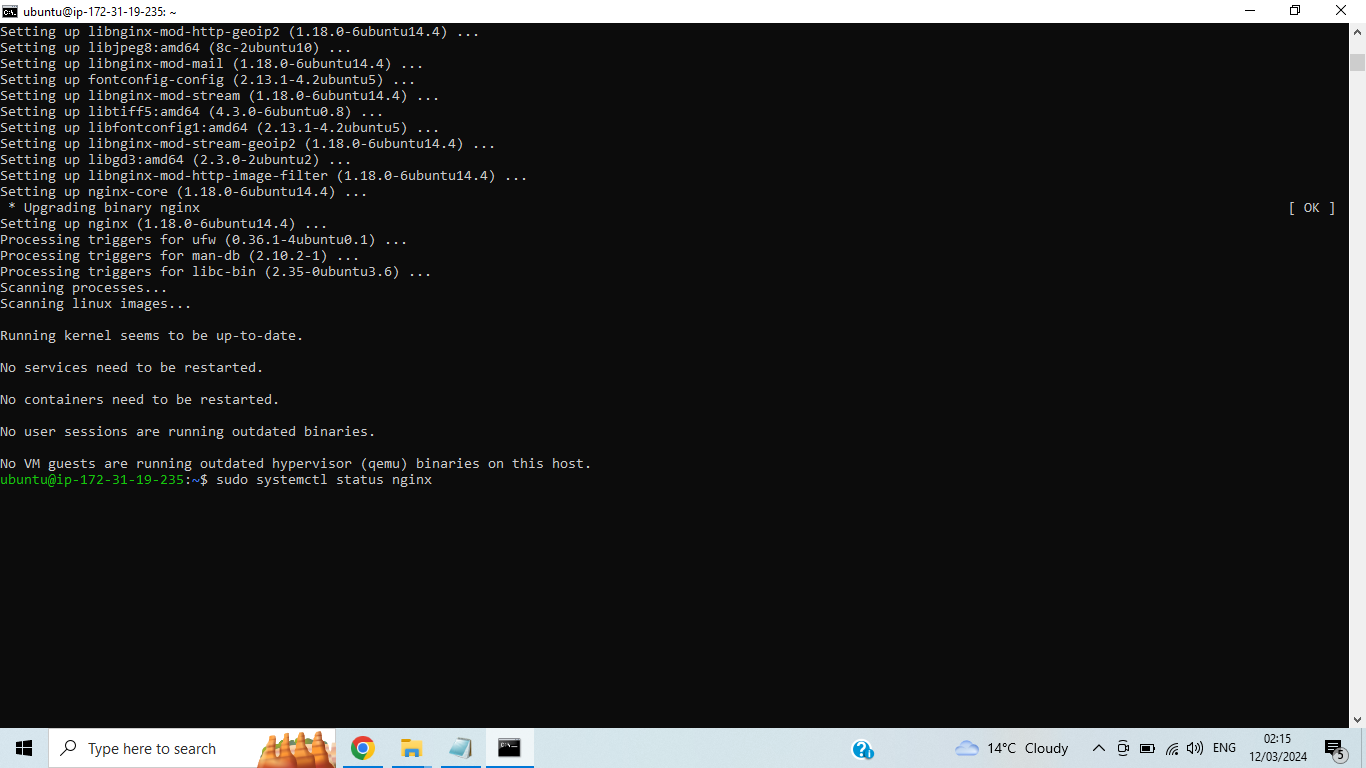 ubuntu@ip-172-31-19-235: ~
Setting up libnginx-mod-http-geoip2 (1.18.0-6ubuntu14.4) ...
Setting up libjpeg8:amd64 (8c-2ubuntu10) ...
Setting up libnginx-mod-mail (1.18.0-6ubuntu14.4) ...
Setting up fontconfig-config (2.13.1-4.2ubuntu5) ...
Setting up libnginx-mod-stream (1.18.0-6ubuntu14.4) ...
Setting up libtiff5:amd64 (4.3.0-6ubuntu0.8) ...
Setting up libfontconfig1:amd64 (2.13.1-4.2ubuntu5) ...
Setting up libnginx-mod-stream-geoip2 (1.18.0-6ubuntu14.4) ...
Setting up libgd3:amd64 (2.3.0-2ubuntu2) ...
Setting up libnginx-mod-http-image-filter (1.18.0-6ubuntu14.4) ...
Setting up nginx-core (1.18.0-6ubuntu14.4) ...
 * Upgrading binary nginx [ OK ]
Setting up nginx (1.18.0-6ubuntu14.4) ...
Processing triggers for ufw (0.36.1-4ubuntu0.1) ...
Processing triggers for man-db (2.10.2-1) ...
Processing triggers for libc-bin (2.35-0ubuntu3.6) ...
Scanning processes...
Scanning linux images...
Running kernel seems to be up-to-date.
No services need to be restarted.
No containers need to be restarted.
No user sessions are running outdated binaries.
No VM guests are running outdated hypervisor (qemu) binaries on this host.
ubuntu@ip-172-31-19-235:~$ sudo systemctl status nginx
Type here to search
14°C Cloudy
ENG
02:15
12/03/2024
5